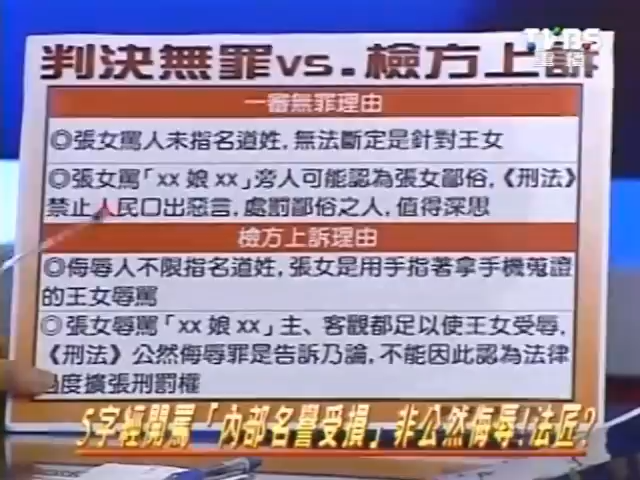 TVBS
重播
判決無罪vs.檢方上訴
一審無罪理由
◎張女罵人未指名道姓,無法斷定是針對王女
◎張女罵「xx 娘 xx」旁人可能認為張女鄙俗,《刑法》
禁止人民口出惡言,處罰鄙俗之人,值得深思
檢方上訴理由
◎侮辱人不限指名道姓,張女是用手指著拿手機蒐證
的王女辱罵
◎張女辱罵「xx 娘 xx」主、客觀都足以使王女受辱,
《刑法》公然侮辱罪是告訴乃論,不能因此認為法律
過度擴張刑罰權
5字經開罵「內部名譽受損」非公然侮辱!法匠?